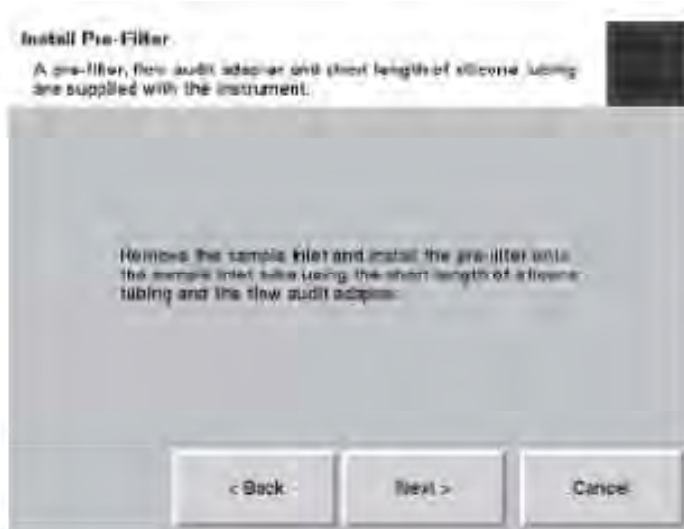 Install Pre-Filter
A pre-filter, flow audit adapter and short length of silicone tubing
are supplied with the instrument.
Remove the sample inlet and install the pre-filter onto
the sample inlet tube using the short length of silicone
tubing and the flow audit adapter.
< Back
Next >
Cancel